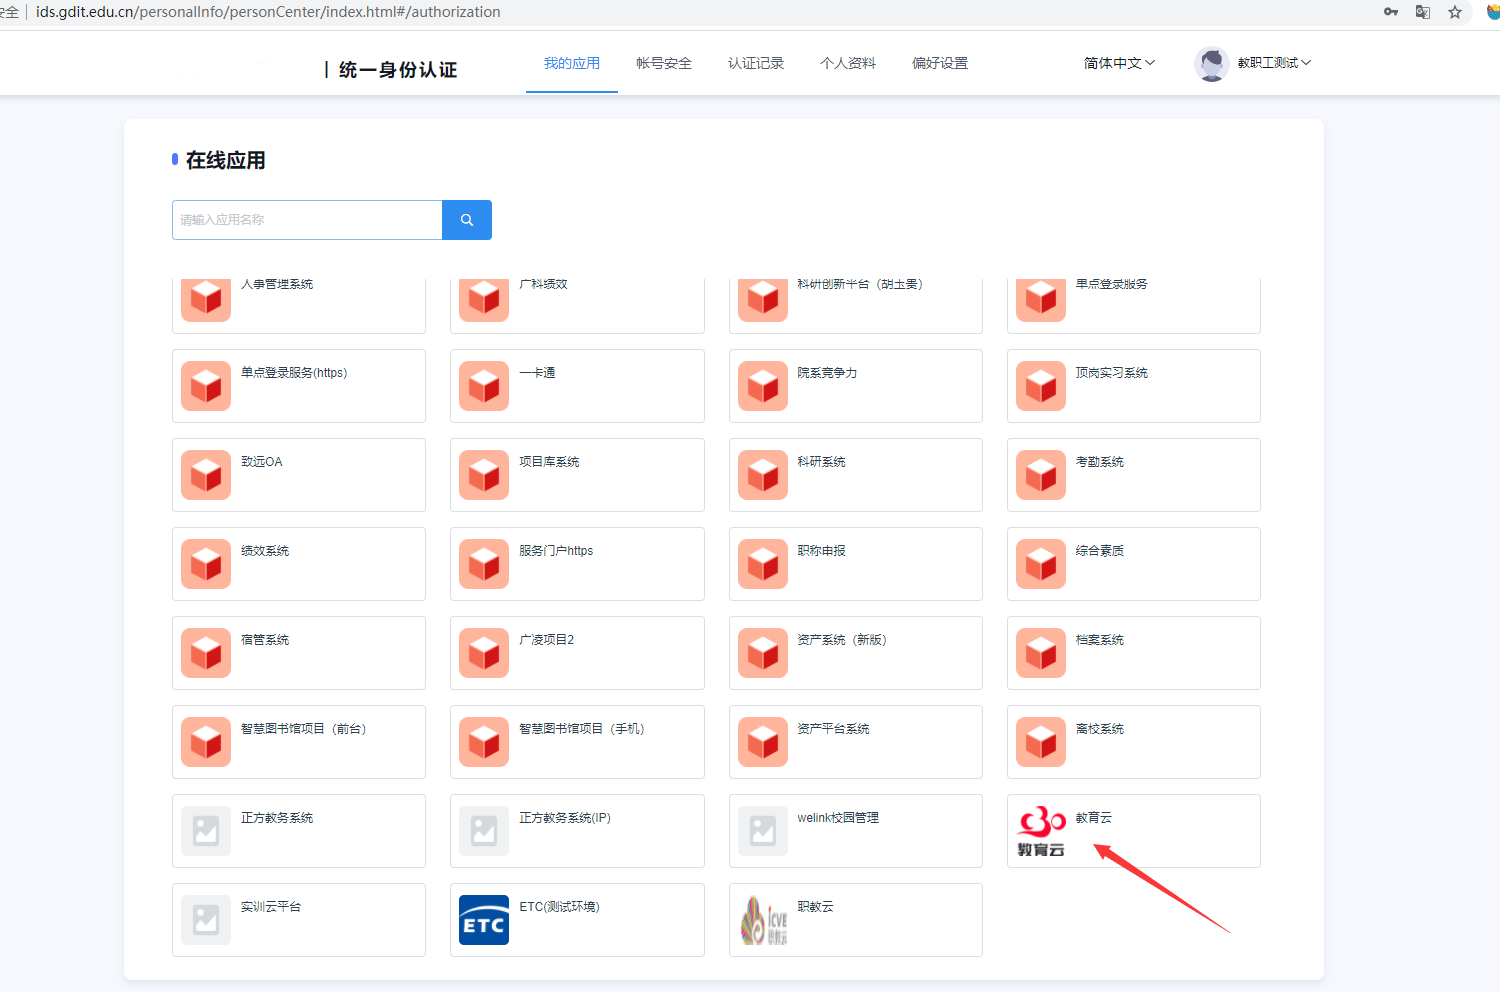 安全 ids.gdit.edu.cn/personalInfo/personCenter/index.html#/authorization
| 统一身份认证 我的应用 帐号安全 认证记录 个人资料 偏好设置 简体中文 教职工测试
在线应用
请输入应用名称
人事管理系统 广科绩效 科研创新平台（胡玉奥） 单点登录服务
单点登录服务(https) 一卡通 院系竞争力 顶岗实习系统
致远OA 项目库系统 科研系统 考勤系统
绩效系统 服务门户https 职称申报 综合素质
宿管系统 广凌项目2 资产系统（新版） 档案系统
智慧图书馆项目（前台） 智慧图书馆项目（手机） 资产平台系统 离校系统
正方教务系统 正方教务系统(IP) welink校园管理 教育云
教育云
实训云平台 ETC(测试环境) 职教云
ETC icve
职教云